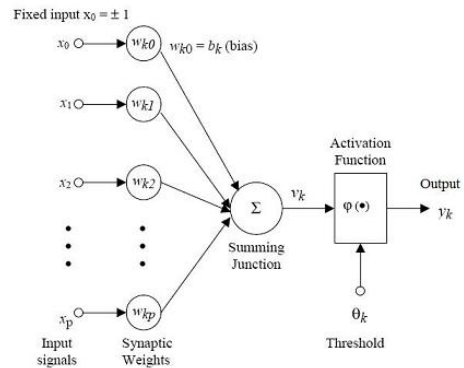 Fixed input x0 = ± 1
x0
wk0
wk0 = bk (bias)
x1
wk1
x2
wk2
Σ
vk
Activation
Function
φ(•)
Output
yk
Summing
Junction
xp
wkp
θk
Input
signals
Synaptic
Weights
Threshold